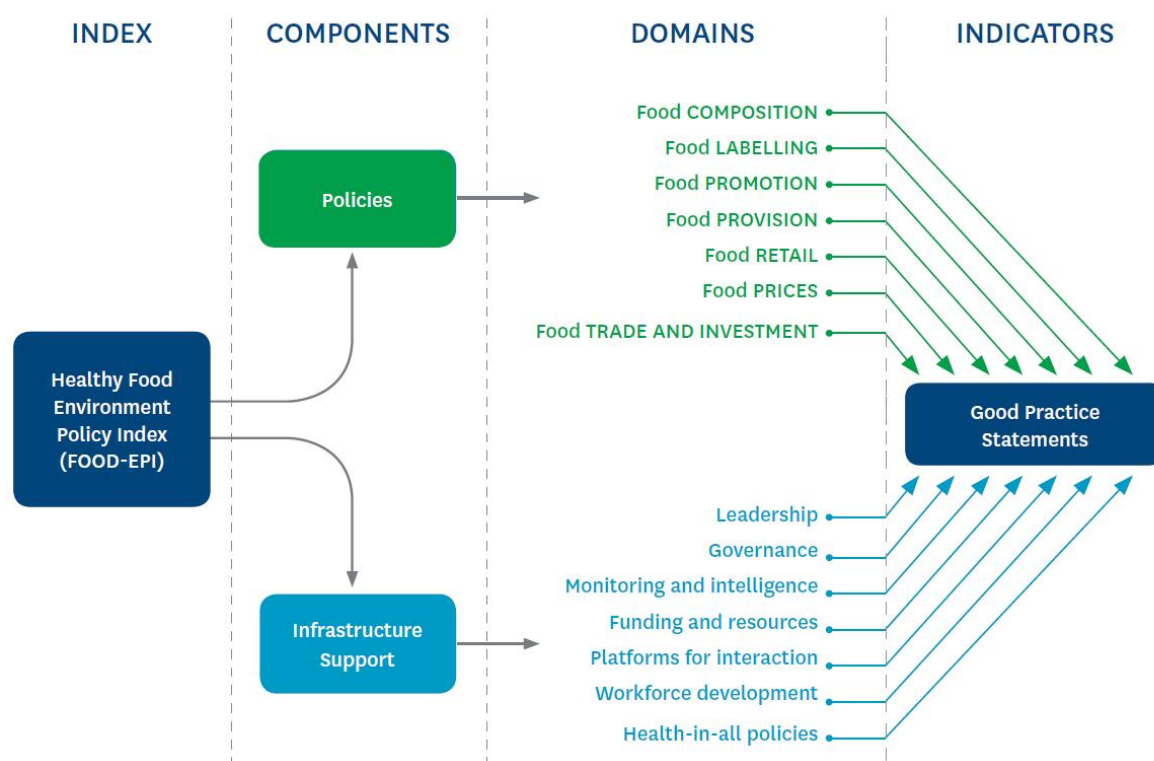 INDEX
COMPONENTS
DOMAINS
INDICATORS
Food COMPOSITION
Food LABELLING
Food PROMOTION
Food PROVISION
Food RETAIL
Food PRICES
Food TRADE AND INVESTMENT
Policies
Healthy Food
Environment
Policy Index
(FOOD-EPI)
Good Practice
Statements
Infrastructure
Support
Leadership
Governance
Monitoring and intelligence
Funding and resources
Platforms for interaction
Workforce development
Health-in-all policies